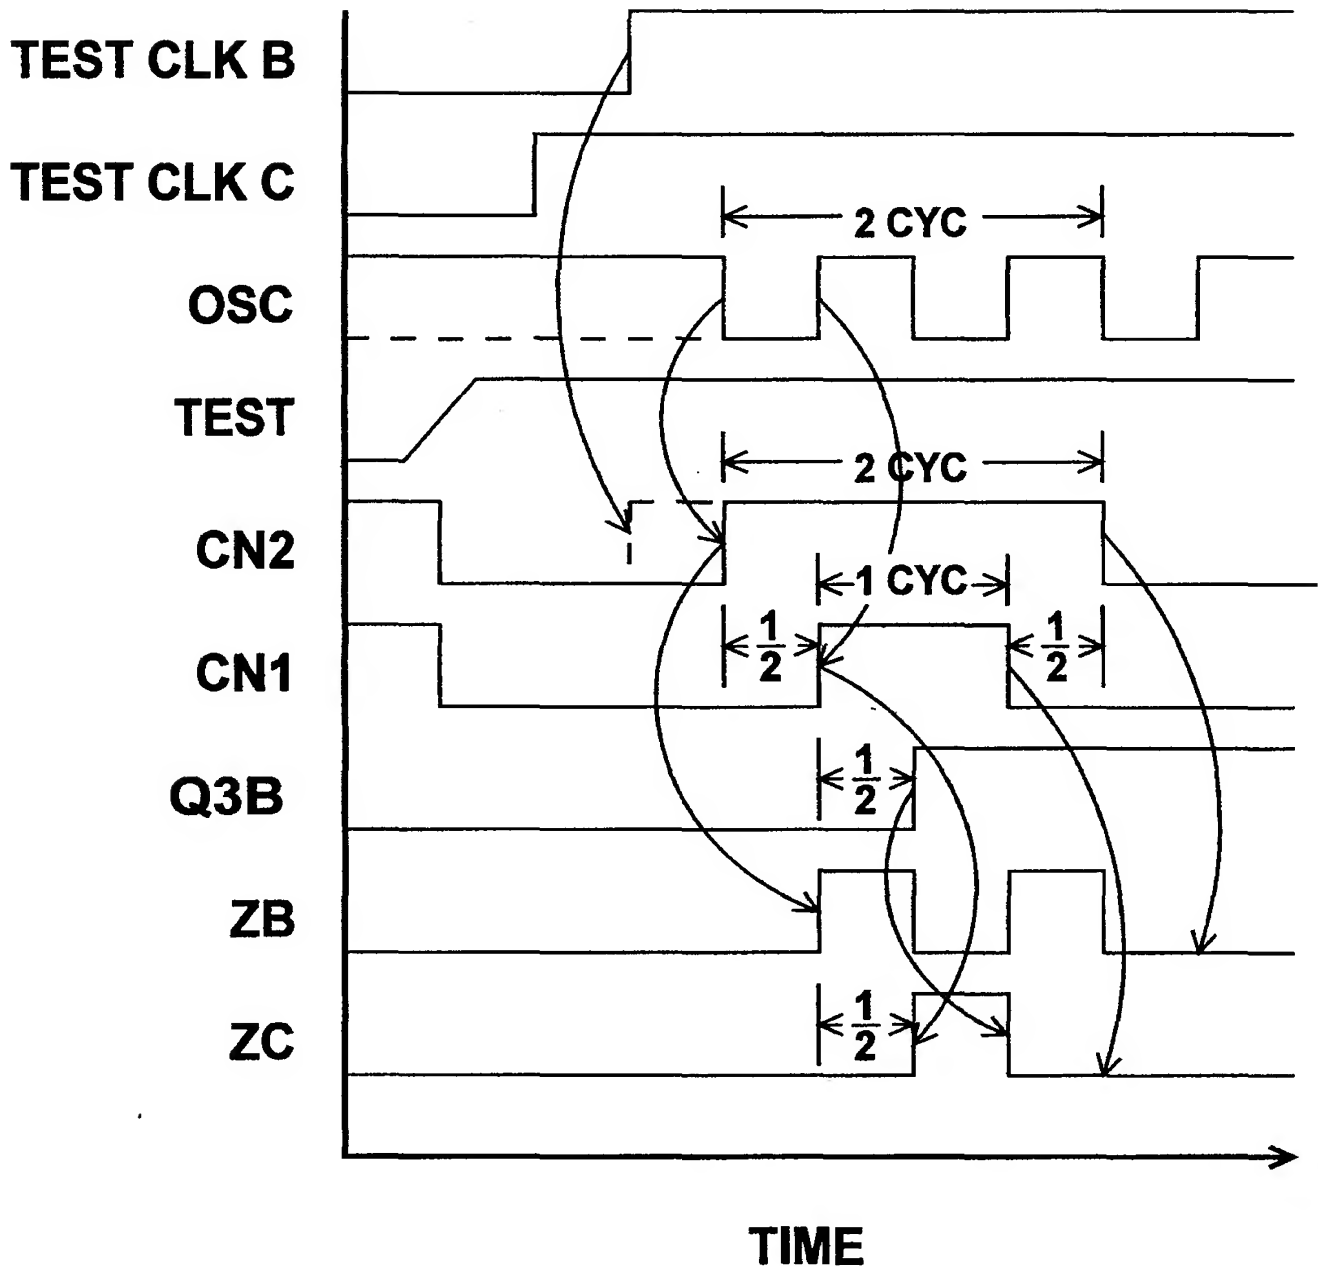 TEST CLK B
TEST CLK C
2 CYC
OSC
TEST
2 CYC
CN2
1 CYC
1/2
1/2
CN1
1/2
Q3B
ZB
1/2
ZC
TIME